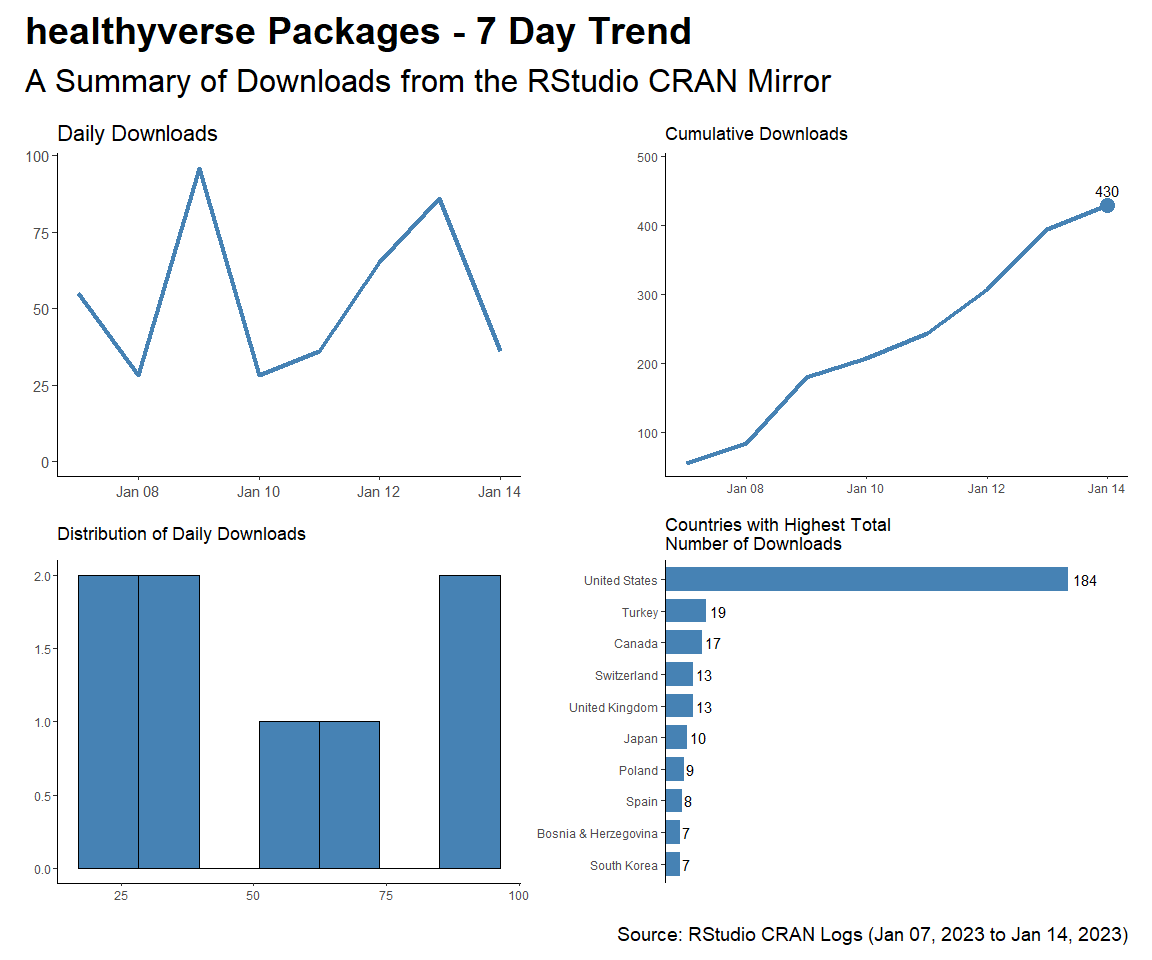 healthyverse Packages - 7 Day Trend
A Summary of Downloads from the RStudio CRAN Mirror
Daily Downloads
100
75
50
25
0
Jan 08 Jan 10 Jan 12 Jan 14
Cumulative Downloads
500
400
300
200
100
430
Jan 08 Jan 10 Jan 12 Jan 14
Distribution of Daily Downloads
2.0
1.5
1.0
0.5
0.0
25 50 75 100
Countries with Highest Total
Number of Downloads
United States 184
Turkey 19
Canada 17
Switzerland 13
United Kingdom 13
Japan 10
Poland 9
Spain 8
Bosnia & Herzegovina 7
South Korea 7
Source: RStudio CRAN Logs (Jan 07, 2023 to Jan 14, 2023)